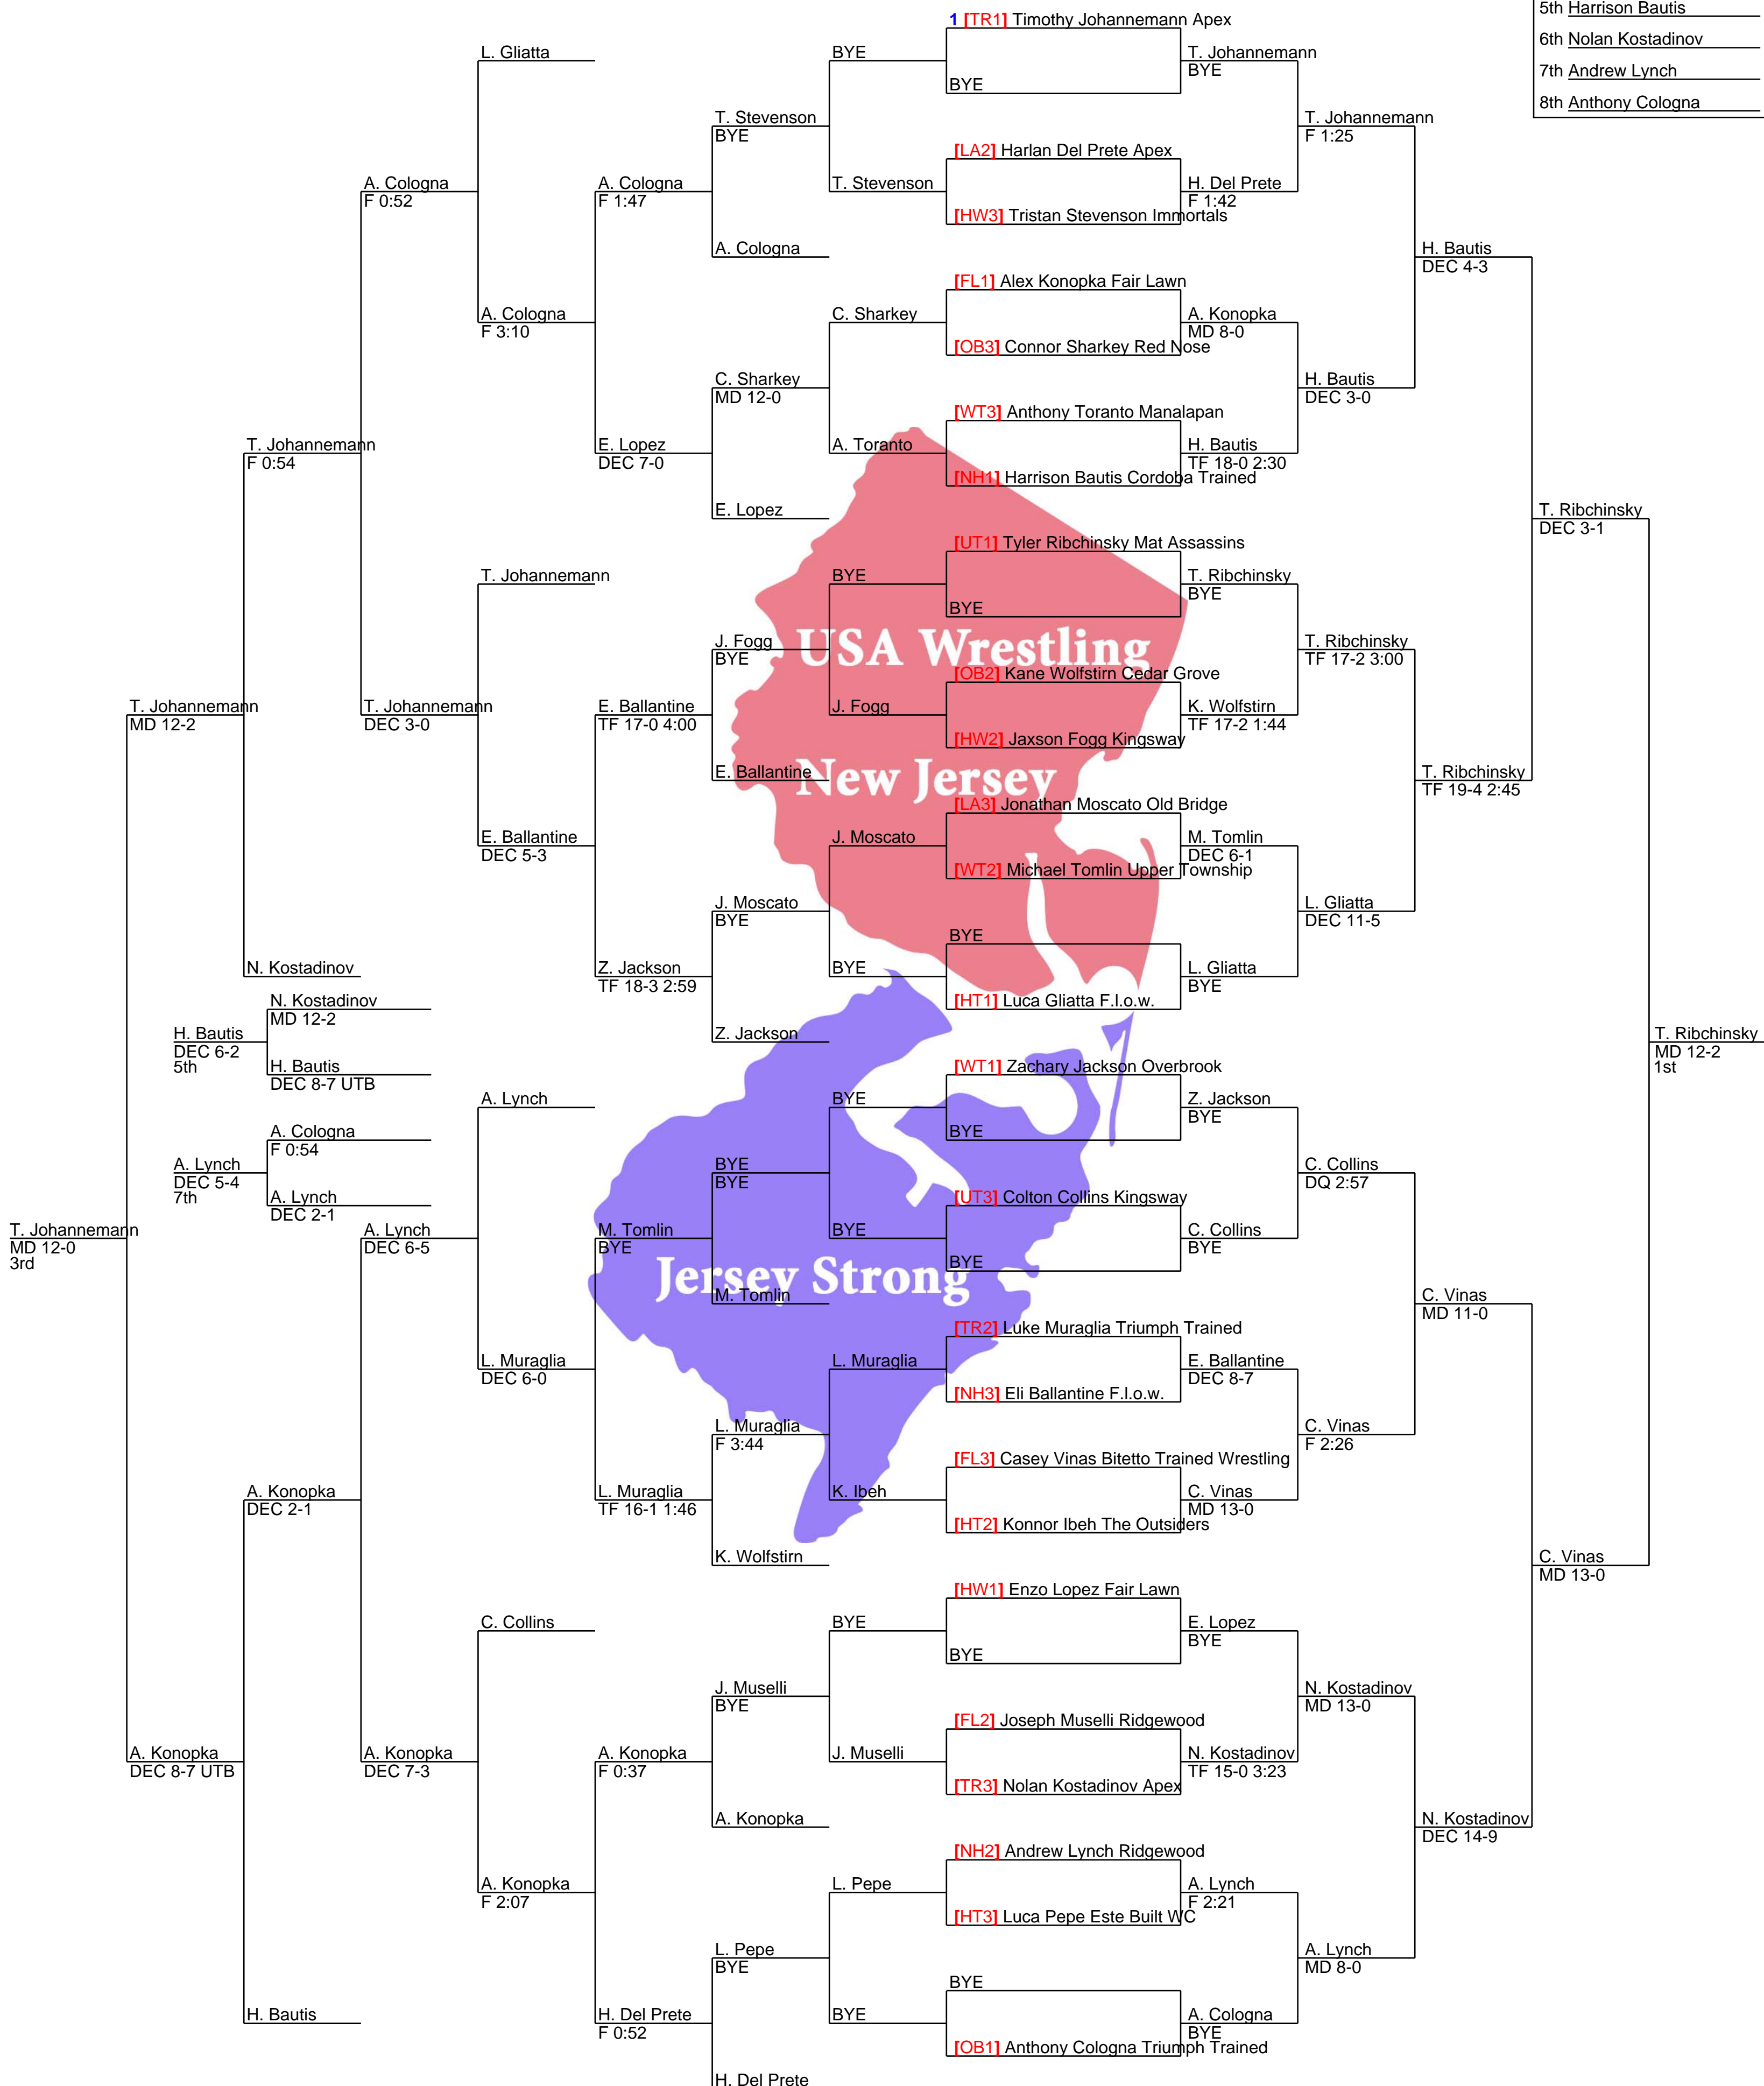 5th Harrison Bautis
6th Nolan Kostadinov
7th Andrew Lynch
8th Anthony Cologna
1 [TR1] Timothy Johannemann Apex
BYE
[LA2] Harlan Del Prete Apex
[HW3] Tristan Stevenson Immortals
[FL1] Alex Konopka Fair Lawn
[OB3] Connor Sharkey Red Nose
[WT3] Anthony Toranto Manalapan
[NH1] Harrison Bautis Cordoba Trained
[UT1] Tyler Ribchinsky Mat Assassins
BYE
[OB2] Kane Wolfstirn Cedar Grove
[HW2] Jaxson Fogg Kingsway
[LA3] Jonathan Moscato Old Bridge
[WT2] Michael Tomlin Upper Township
BYE
[HT1] Luca Gliatta F.l.o.w.
[WT1] Zachary Jackson Overbrook
BYE
[UT3] Colton Collins Kingsway
BYE
[TR2] Luke Muraglia Triumph Trained
[NH3] Eli Ballantine F.l.o.w.
[FL3] Casey Vinas Bitetto Trained Wrestling
[HT2] Konnor Ibeh The Outsiders
[HW1] Enzo Lopez Fair Lawn
BYE
[FL2] Joseph Muselli Ridgewood
[TR3] Nolan Kostadinov Apex
[NH2] Andrew Lynch Ridgewood
[HT3] Luca Pepe Este Built WC
BYE
[OB1] Anthony Cologna Triumph Trained
T. Johannemann
BYE
H. Del Prete
F 1:42
A. Konopka
MD 8-0
H. Bautis
TF 18-0 2:30
T. Ribchinsky
BYE
K. Wolfstirn
TF 17-2 1:44
M. Tomlin
DEC 6-1
L. Gliatta
BYE
Z. Jackson
BYE
C. Collins
BYE
E. Ballantine
DEC 8-7
C. Vinas
MD 13-0
E. Lopez
BYE
N. Kostadinov
TF 15-0 3:23
A. Lynch
F 2:21
A. Cologna
BYE
T. Johannemann
F 1:25
H. Bautis
DEC 3-0
T. Ribchinsky
TF 17-2 3:00
L. Gliatta
DEC 11-5
C. Collins
DQ 2:57
C. Vinas
F 2:26
N. Kostadinov
MD 13-0
A. Lynch
MD 8-0
H. Bautis
DEC 4-3
T. Ribchinsky
TF 19-4 2:45
C. Vinas
MD 11-0
N. Kostadinov
DEC 14-9
T. Ribchinsky
DEC 3-1
C. Vinas
MD 13-0
T. Ribchinsky
MD 12-2
1st
BYE
T. Stevenson
C. Sharkey
A. Toranto
BYE
J. Fogg
J. Moscato
BYE
BYE
BYE
L. Muraglia
K. Ibeh
BYE
J. Muselli
L. Pepe
BYE
T. Stevenson
BYE
A. Cologna
C. Sharkey
MD 12-0
E. Lopez
J. Fogg
BYE
E. Ballantine
J. Moscato
BYE
Z. Jackson
BYE
BYE
M. Tomlin
L. Muraglia
F 3:44
K. Wolfstirn
J. Muselli
BYE
A. Konopka
L. Pepe
BYE
H. Del Prete
A. Cologna
F 1:47
E. Lopez
DEC 7-0
E. Ballantine
TF 17-0 4:00
Z. Jackson
TF 18-3 2:59
M. Tomlin
BYE
L. Muraglia
TF 16-1 1:46
A. Konopka
F 0:37
H. Del Prete
F 0:52
L. Gliatta
A. Cologna
F 3:10
T. Johannemann
E. Ballantine
DEC 5-3
A. Lynch
L. Muraglia
DEC 6-0
C. Collins
A. Konopka
F 2:07
A. Cologna
F 0:52
T. Johannemann
DEC 3-0
A. Lynch
DEC 6-5
A. Konopka
DEC 7-3
T. Johannemann
F 0:54
N. Kostadinov
A. Konopka
DEC 2-1
H. Bautis
T. Johannemann
MD 12-2
A. Konopka
DEC 8-7 UTB
T. Johannemann
MD 12-0
3rd
N. Kostadinov
MD 12-2
H. Bautis
DEC 8-7 UTB
H. Bautis
DEC 6-2
5th
A. Cologna
F 0:54
A. Lynch
DEC 2-1
A. Lynch
DEC 5-4
7th
USA Wrestling
New Jersey
Jersey Strong